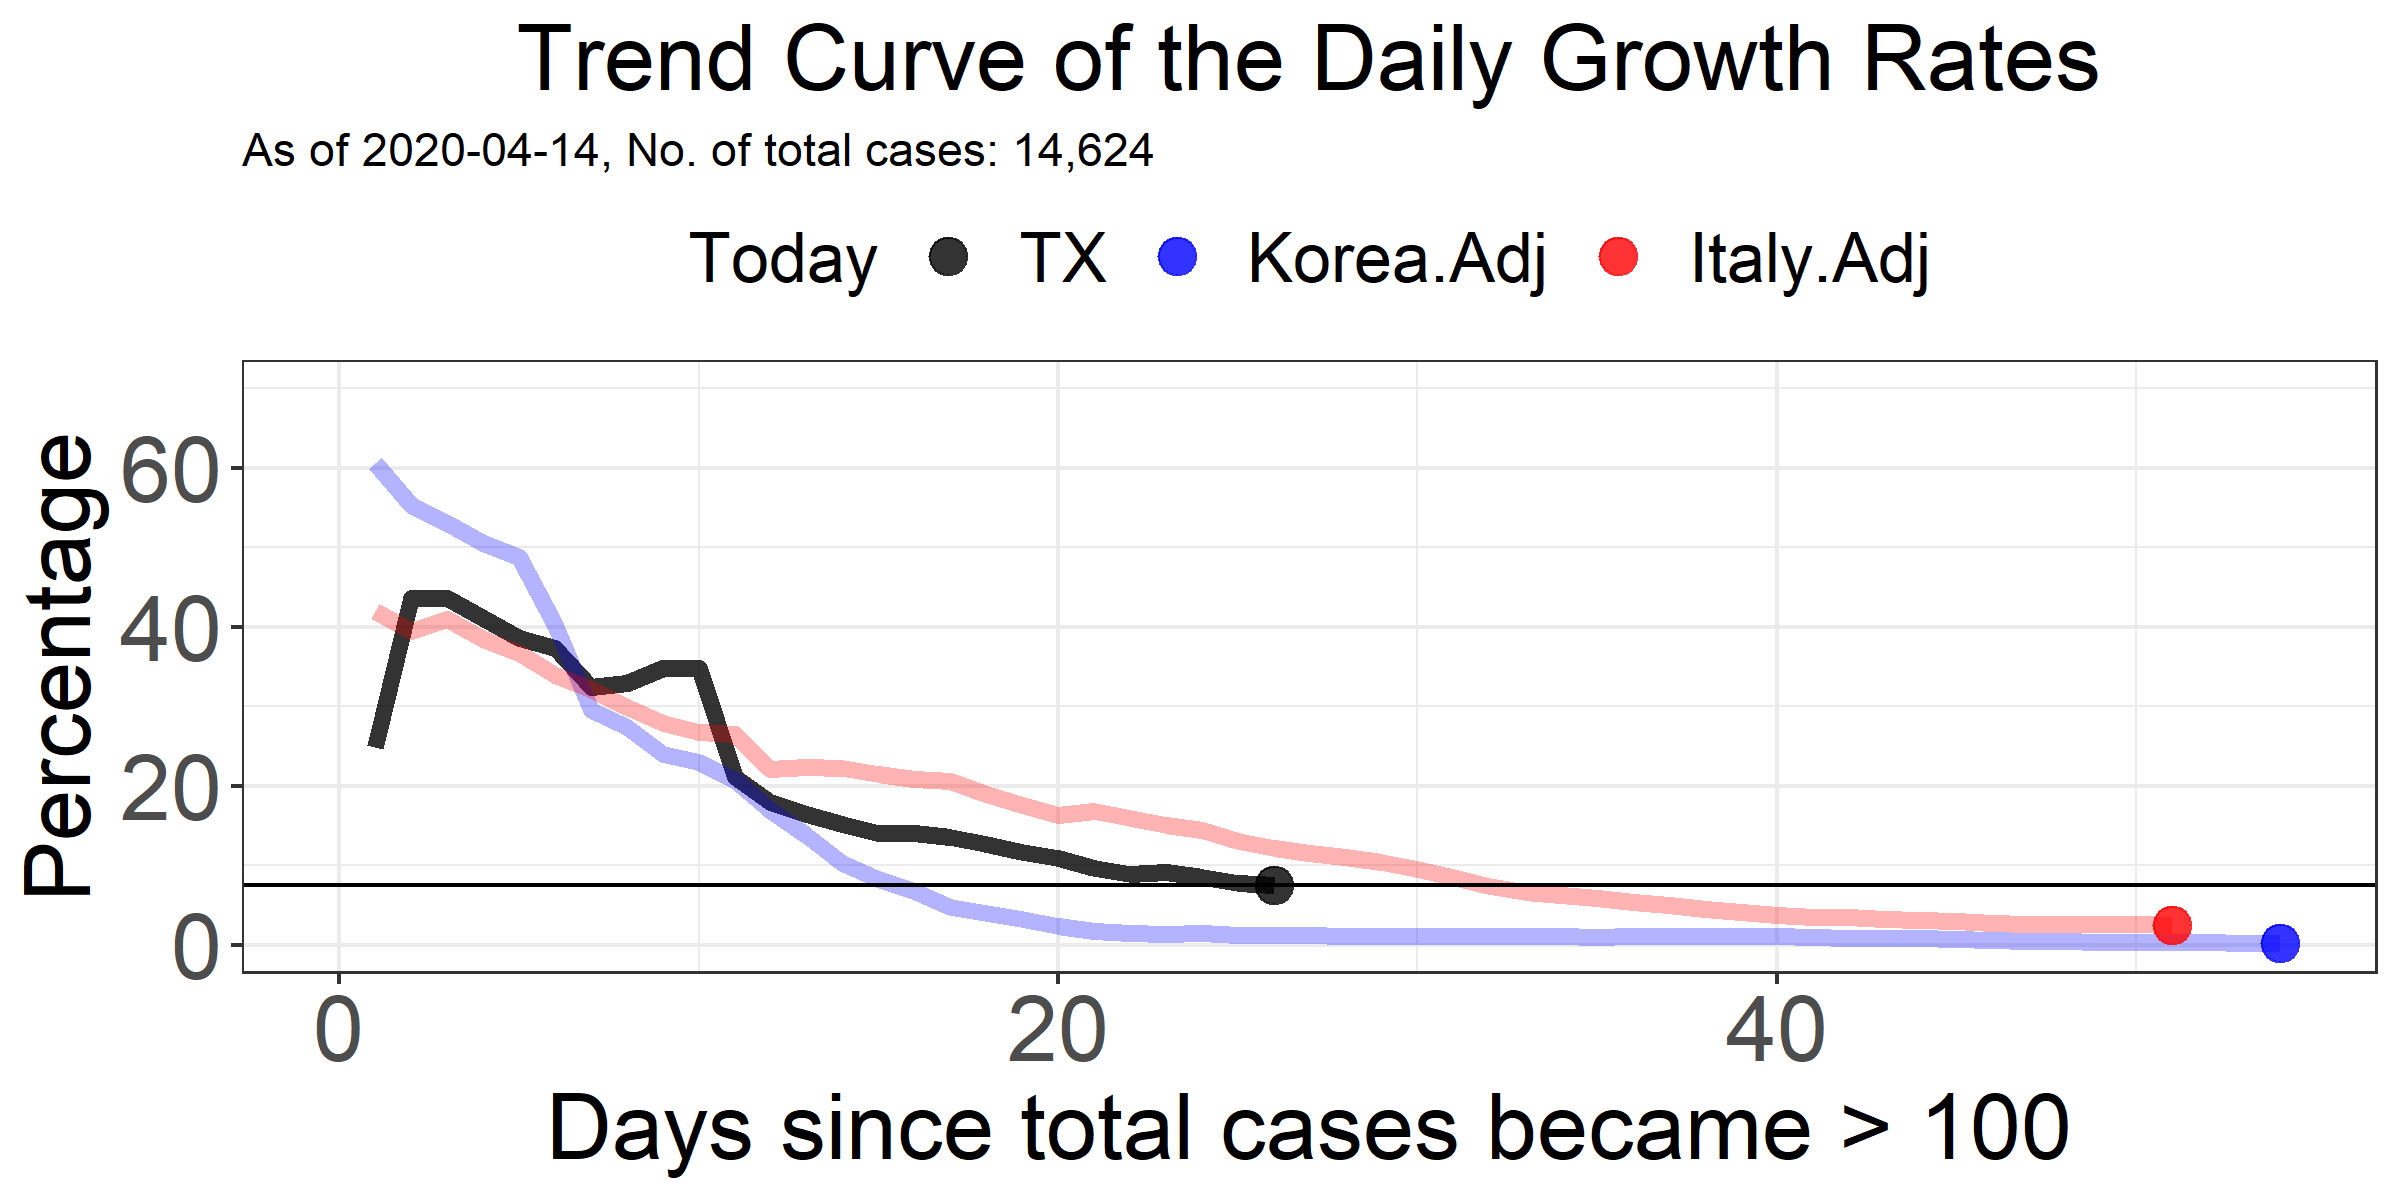 Trend Curve of the Daily Growth Rates
As of 2020-04-14, No. of total cases: 14,624
Today TX Korea.Adj Italy.Adj
Percentage
60
40
20
0
0 20 40
Days since total cases became > 100